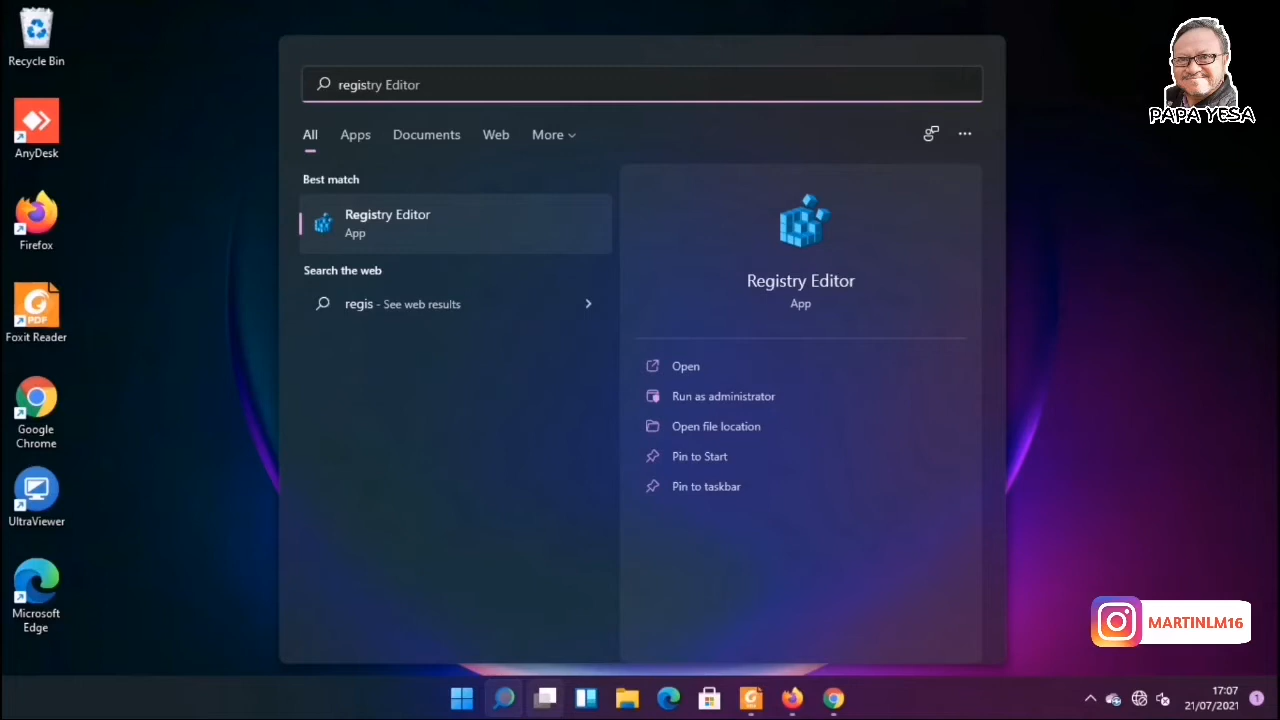 Recycle Bin
AnyDesk
Firefox
PDF
Foxit Reader
Google
Chrome
UltraViewer
Microsoft
Edge
registry Editor
All Apps Documents Web More
Best match
Registry Editor
App
Search the web
regis - See web results
Registry Editor
App
Open
Run as administrator
Open file location
Pin to Start
Pin to taskbar
PAPA YESA
MARTINLM16
17:07
21/07/2021
1